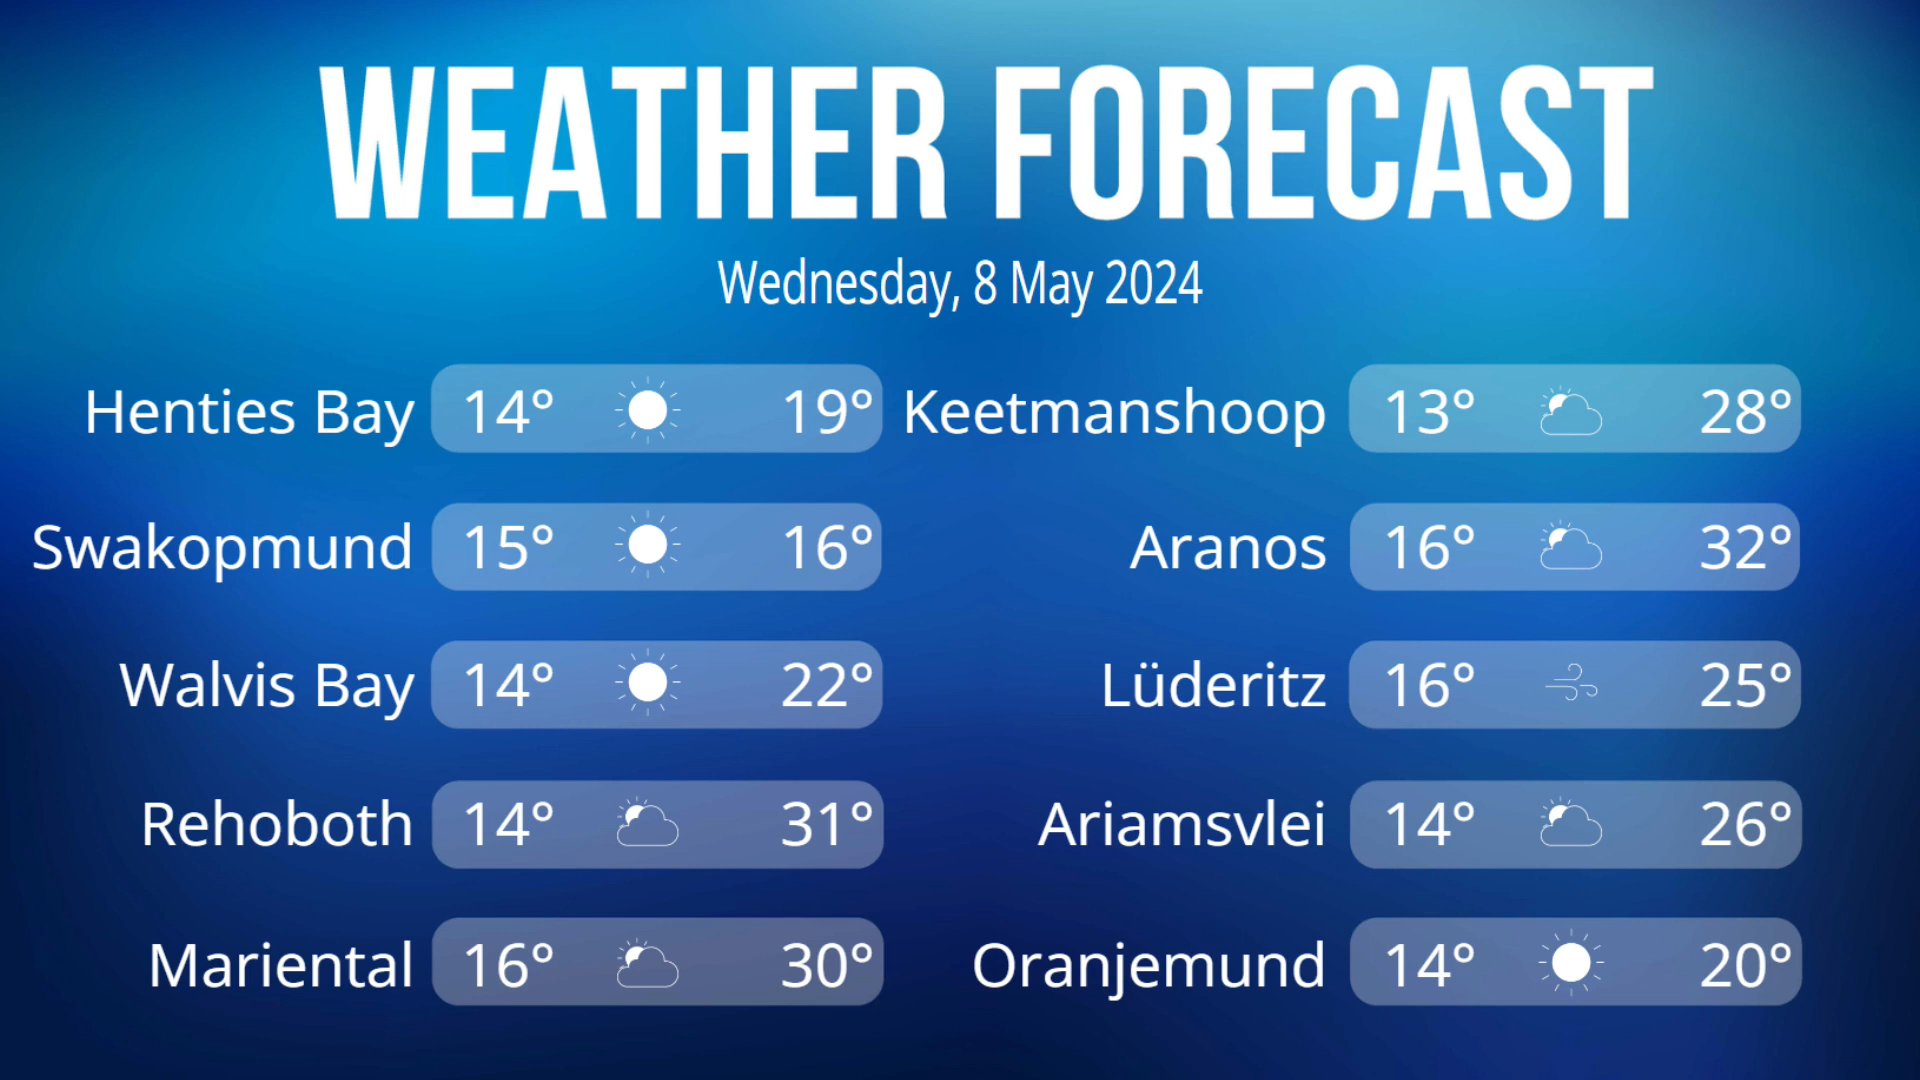 WEATHER FORECAST
Wednesday, 8 May 2024
Henties Bay 14° 19°
Swakopmund 15° 16°
Walvis Bay 14° 22°
Rehoboth 14° 31°
Mariental 16° 30°
Keetmanshoop 13° 28°
Aranos 16° 32°
Lüderitz 16° 25°
Ariamsvlei 14° 26°
Oranjemund 14° 20°